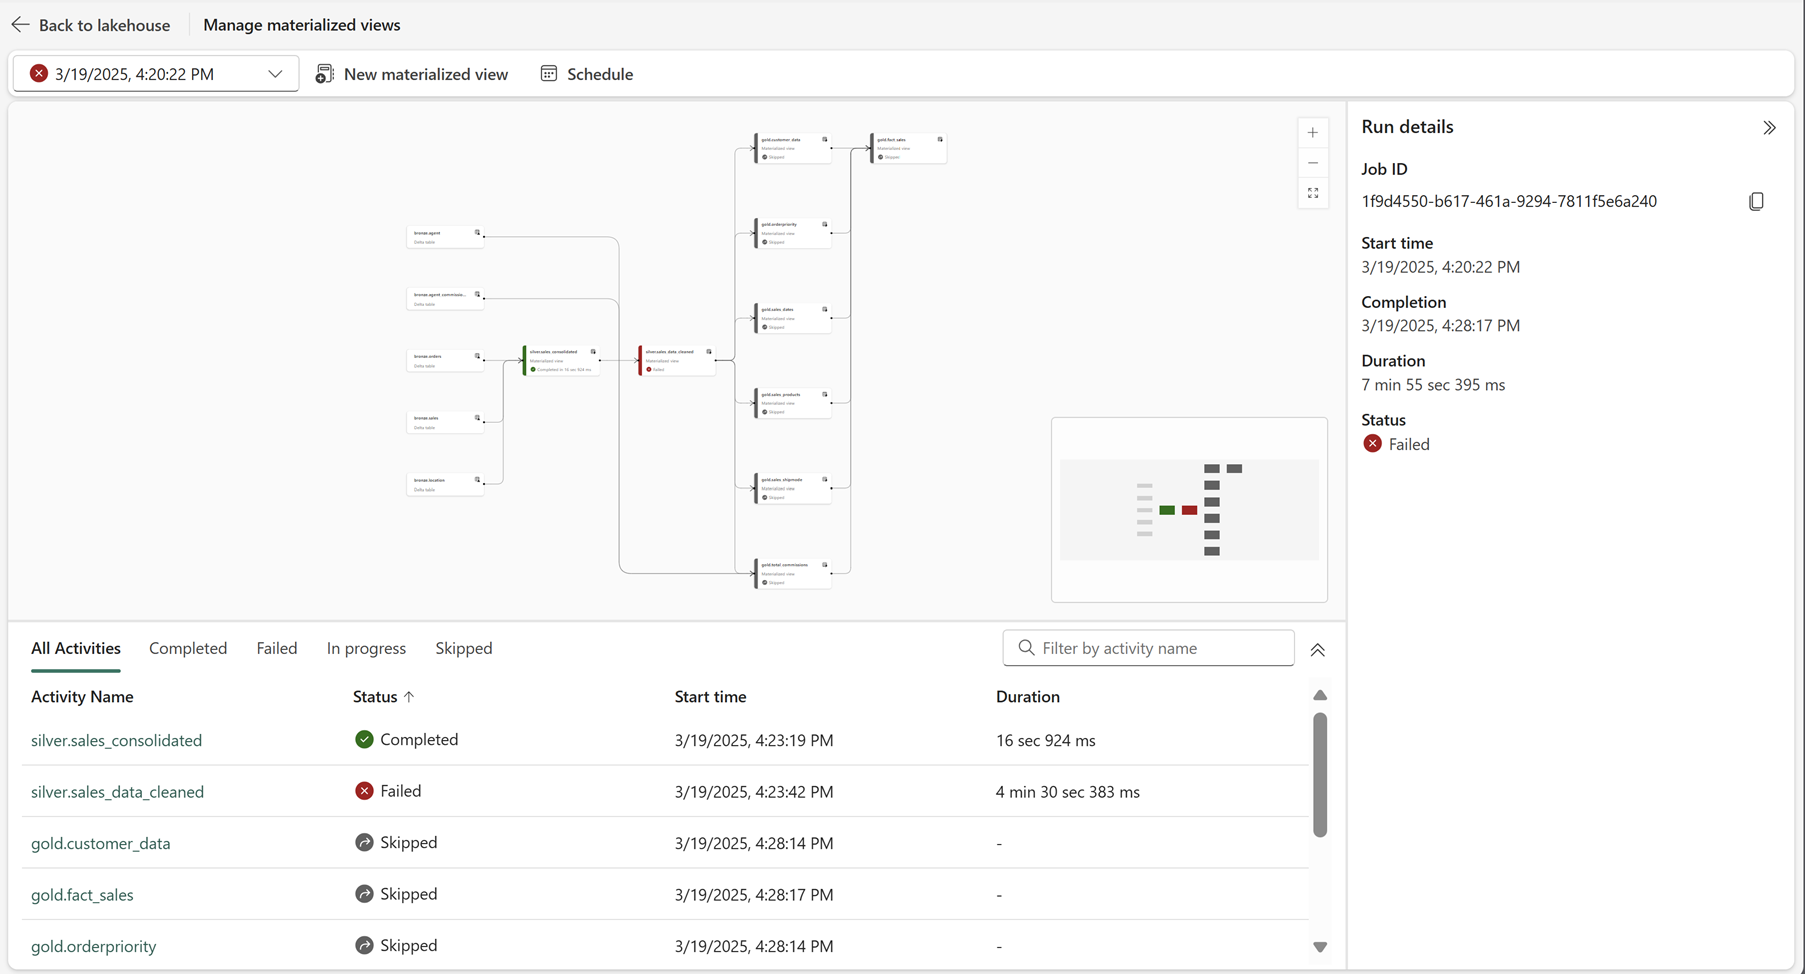 Back to lakehouse
Manage materialized views
3/19/2025, 4:20:22 PM
New materialized view
Schedule
gold.customer_data
Materialized view
Skipped
gold.fact_sales
Materialized view
Skipped
gold.orderpriority
Materialized view
Skipped
bronze.agent
Delta table
bronze.agent_commissio...
Delta table
gold.sales_dates
Materialized view
Skipped
bronze.orders
Delta table
silver.sales_consolidated
Materialized view
Completed in 16 sec 924 ms
silver.sales_data_cleaned
Materialized view
Failed
gold.sales_products
Materialized view
Skipped
bronze.sales
Delta table
bronze.location
Delta table
gold.sales_shipmode
Materialized view
Skipped
gold.total_commissions
Materialized view
Skipped
Run details
Job ID
1f9d4550-b617-461a-9294-7811f5e6a240
Start time
3/19/2025, 4:20:22 PM
Completion
3/19/2025, 4:28:17 PM
Duration
7 min 55 sec 395 ms
Status
Failed
All Activities
Completed
Failed
In progress
Skipped
Filter by activity name
Activity Name
Status
Start time
Duration
silver.sales_consolidated
Completed
3/19/2025, 4:23:19 PM
16 sec 924 ms
silver.sales_data_cleaned
Failed
3/19/2025, 4:23:42 PM
4 min 30 sec 383 ms
gold.customer_data
Skipped
3/19/2025, 4:28:14 PM
-
gold.fact_sales
Skipped
3/19/2025, 4:28:17 PM
-
gold.orderpriority
Skipped
3/19/2025, 4:28:14 PM
-